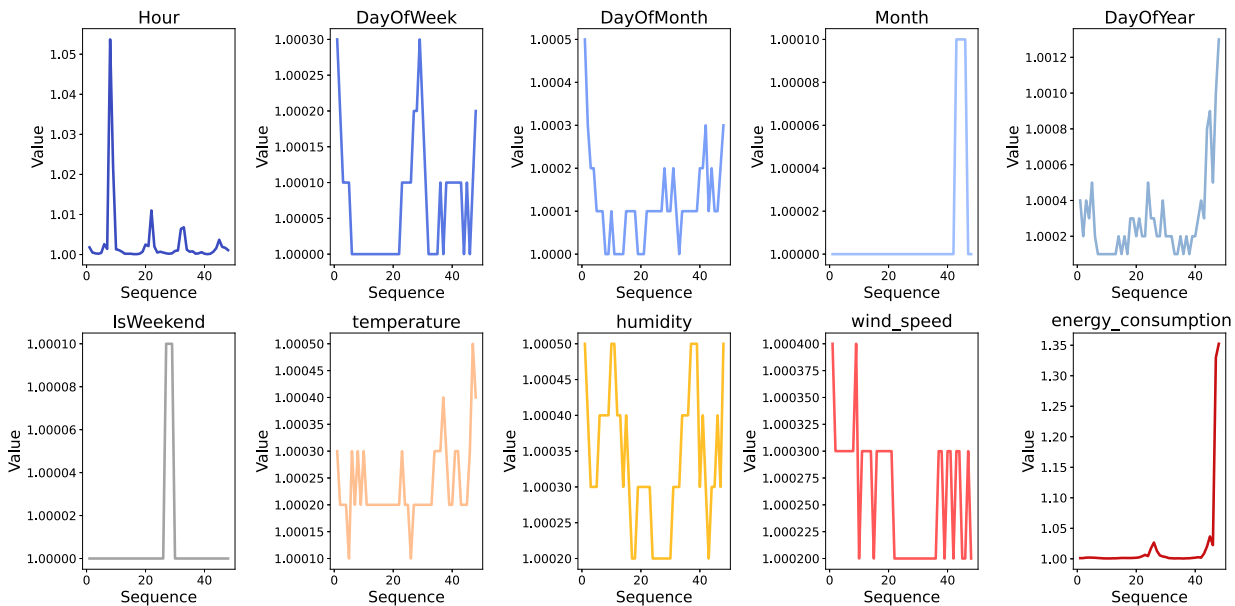 Hour
DayOfWeek
DayOfMonth
Month
DayOfYear
Value
1.05
1.04
1.03
1.02
1.01
1.00
0 20 40
Sequence
Value
1.00030
1.00025
1.00020
1.00015
1.00010
1.00005
1.00000
0 20 40
Sequence
Value
1.0005
1.0004
1.0003
1.0002
1.0001
1.0000
0 20 40
Sequence
Value
1.00010
1.00008
1.00006
1.00004
1.00002
1.00000
0 20 40
Sequence
Value
1.0012
1.0010
1.0008
1.0006
1.0004
1.0002
0 20 40
Sequence
IsWeekend
temperature
humidity
wind_speed
energy_consumption
Value
1.00010
1.00008
1.00006
1.00004
1.00002
1.00000
0 20 40
Sequence
Value
1.00050
1.00045
1.00040
1.00035
1.00030
1.00025
1.00020
1.00015
1.00010
0 20 40
Sequence
Value
1.00050
1.00045
1.00040
1.00035
1.00030
1.00025
1.00020
0 20 40
Sequence
Value
1.000400
1.000375
1.000350
1.000325
1.000300
1.000275
1.000250
1.000225
1.000200
0 20 40
Sequence
Value
1.35
1.30
1.25
1.20
1.15
1.10
1.05
1.00
0 20 40
Sequence